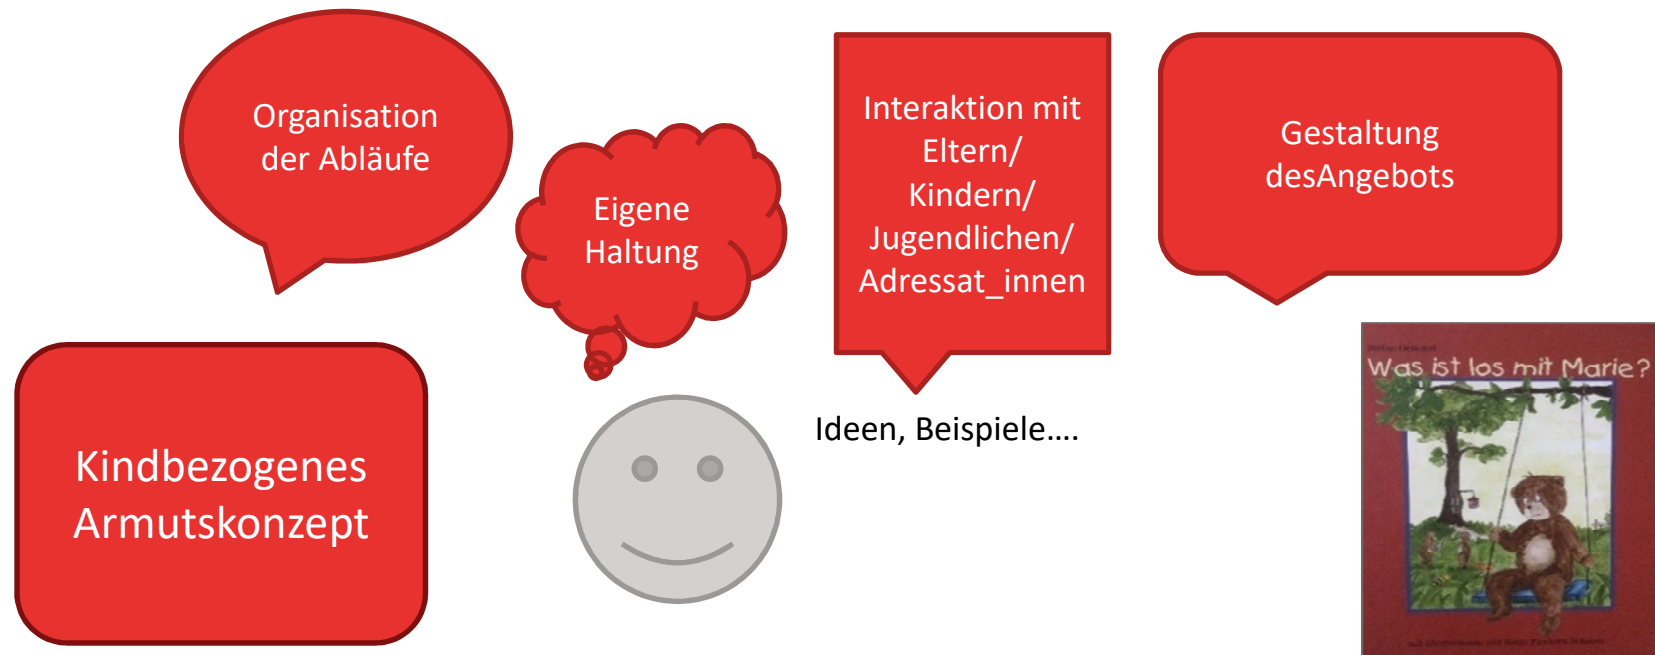 Organisation
der Abläufe
Eigene
Haltung
Interaktion mit
Eltern/
Kindern/
Jugendlichen/
Adressat_innen
Gestaltung
desAngebots
Kindbezogenes
Armutskonzept
Ideen, Beispiele....
Was ist los mit Marie?